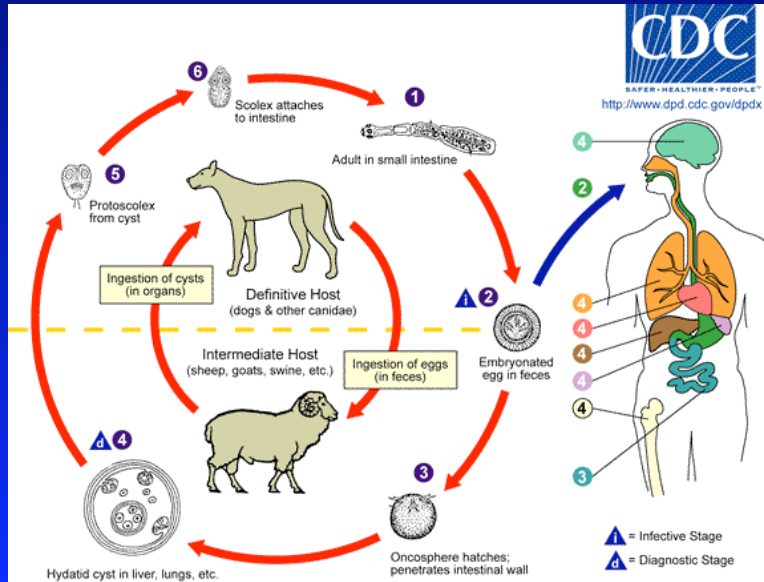 CDC
SAFER•HEALTHIER•PEOPLE™
http://www.dpd.cdc.gov/dpdx
6
Scolex attaches
to intestine
1
Adult in small intestine
5
Protoscolex
from cyst
4
2
Ingestion of cysts
(in organs)
Definitive Host
(dogs & other canidae)
i 2
Embryonated
egg in feces
Intermediate Host
(sheep, goats, swine, etc.)
Ingestion of eggs
(in feces)
4
4
4
4
4
3
d 4
Hydatid cyst in liver, lungs, etc.
3
Oncosphere hatches;
penetrates intestinal wall
i = Infective Stage
d = Diagnostic Stage